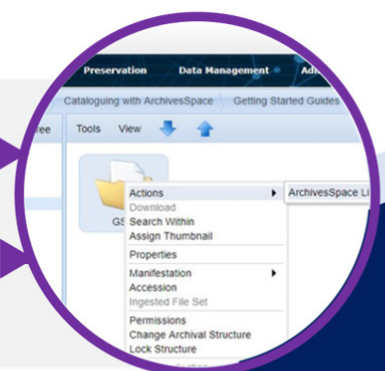 Preservation Data Management
Cataloguing with ArchivesSpace Getting Started Guides
Tools View
Actions ArchivesSpace
Download
Search Within
Assign Thumbnail
Properties
Manifestation
Accession
Ingested File Set
Permissions
Change Archival Structure
Lock Structure